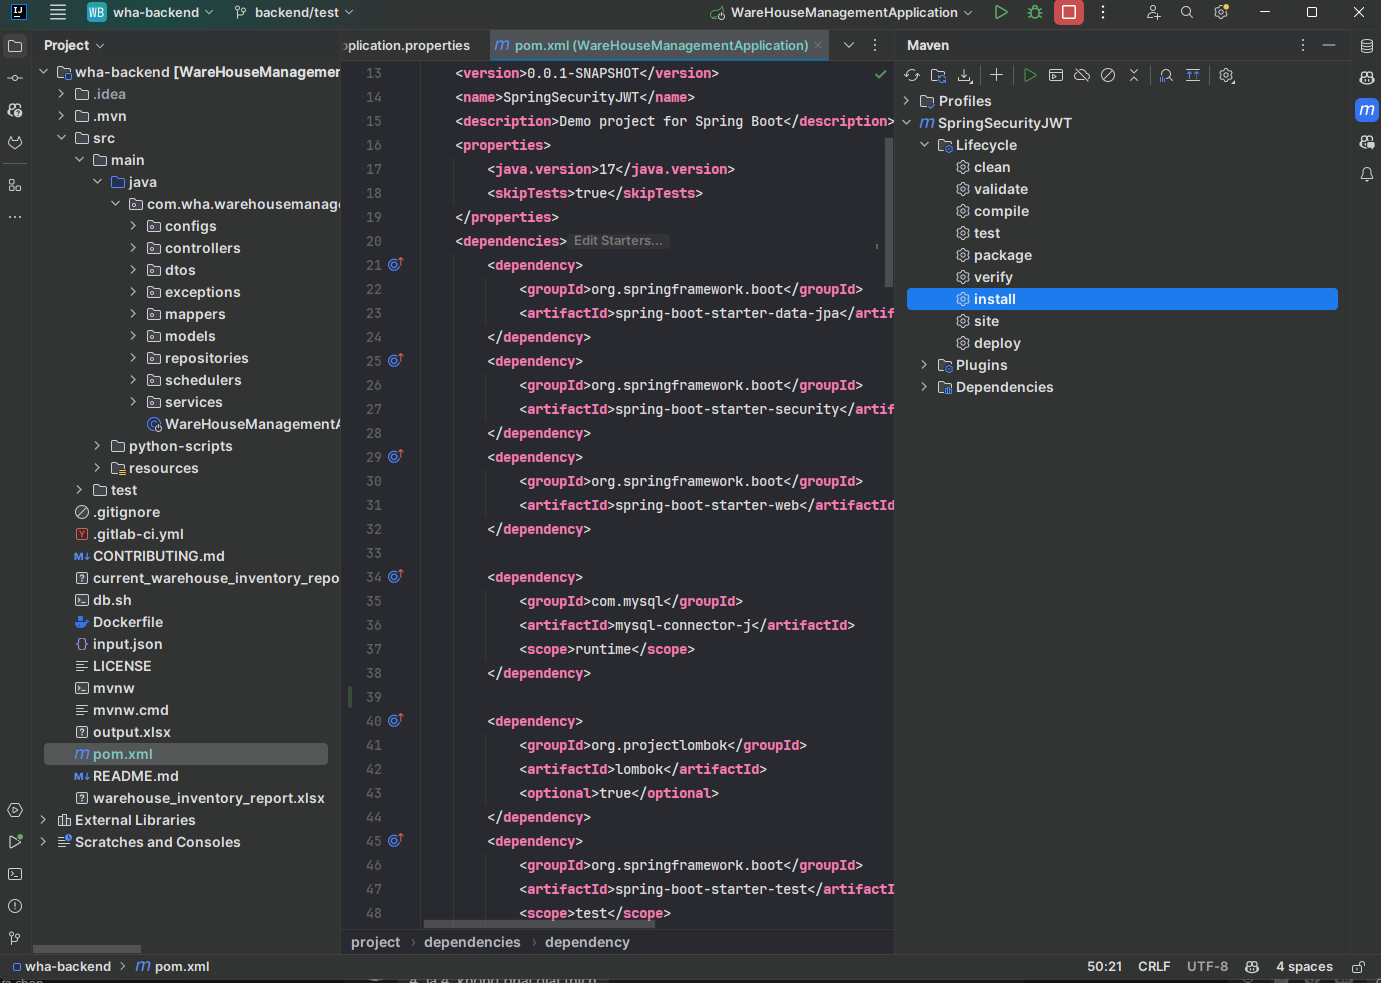 WB wha-backend
backend/test
WareHouseManagementApplication
Project
pplication.properties
pom.xml (WareHouseManagementApplication)
Maven
wha-backend [WareHouseManagemer
.idea
.mvn
src
main
java
com.wha.warehousemanag
configs
controllers
dtos
exceptions
mappers
models
repositories
schedulers
services
WareHouseManagementA
python-scripts
resources
test
.gitignore
.gitlab-ci.yml
CONTRIBUTING.md
current_warehouse_inventory_repo
db.sh
Dockerfile
input.json
LICENSE
mvnw
mvnw.cmd
output.xlsx
pom.xml
README.md
warehouse_inventory_report.xlsx
External Libraries
Scratches and Consoles
13 <version>0.0.1-SNAPSHOT</version>
14 <name>SpringSecurityJWT</name>
15 <description>Demo project for Spring Boot</description>
16 <properties>
17 <java.version>17</java.version>
18 <skipTests>true</skipTests>
19 </properties>
20 <dependencies> Edit Starters...
21 <dependency>
22 <groupId>org.springframework.boot</groupId>
23 <artifactId>spring-boot-starter-data-jpa</artif
24 </dependency>
25 <dependency>
26 <groupId>org.springframework.boot</groupId>
27 <artifactId>spring-boot-starter-security</artif
28 </dependency>
29 <dependency>
30 <groupId>org.springframework.boot</groupId>
31 <artifactId>spring-boot-starter-web</artifactId
32 </dependency>
33
34 <dependency>
35 <groupId>com.mysql</groupId>
36 <artifactId>mysql-connector-j</artifactId>
37 <scope>runtime</scope>
38 </dependency>
39
40 <dependency>
41 <groupId>org.projectlombok</groupId>
42 <artifactId>lombok</artifactId>
43 <optional>true</optional>
44 </dependency>
45 <dependency>
46 <groupId>org.springframework.boot</groupId>
47 <artifactId>spring-boot-starter-test</artifactI
48 <scope>test</scope>
project › dependencies › dependency
Profiles
SpringSecurityJWT
Lifecycle
clean
validate
compile
test
package
verify
install
site
deploy
Plugins
Dependencies
wha-backend > pom.xml
50:21 CRLF UTF-8 4 spaces